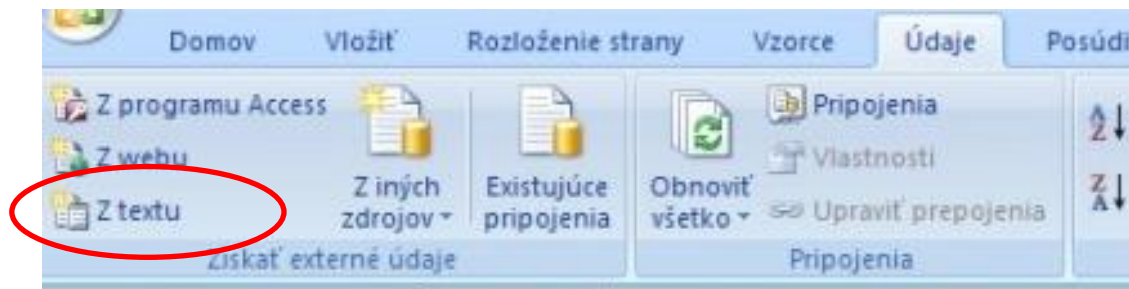 Domov Vložiť Rozloženie strany Vzorce Údaje Posúdi
Z programu Access
Z webu
Z textu
Z iných
zdrojov
Existujúce
pripojenia
Získať externé údaje
Obnoviť
všetko
Pripojenia
Vlastnosti
Upraviť prepojenia
Pripojenia
A
Z
Z
A